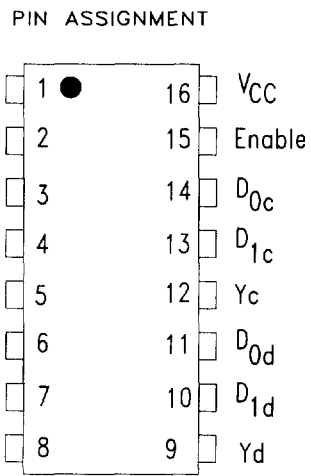 PIN ASSIGNMENT
1 16 VCC
2 15 Enable
3 14 D0c
4 13 D1c
5 12 Yc
6 11 D0d
7 10 D1d
8 9 Yd